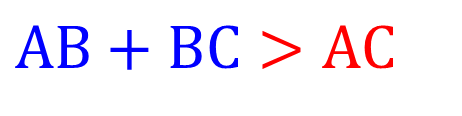 AB + BC > AC